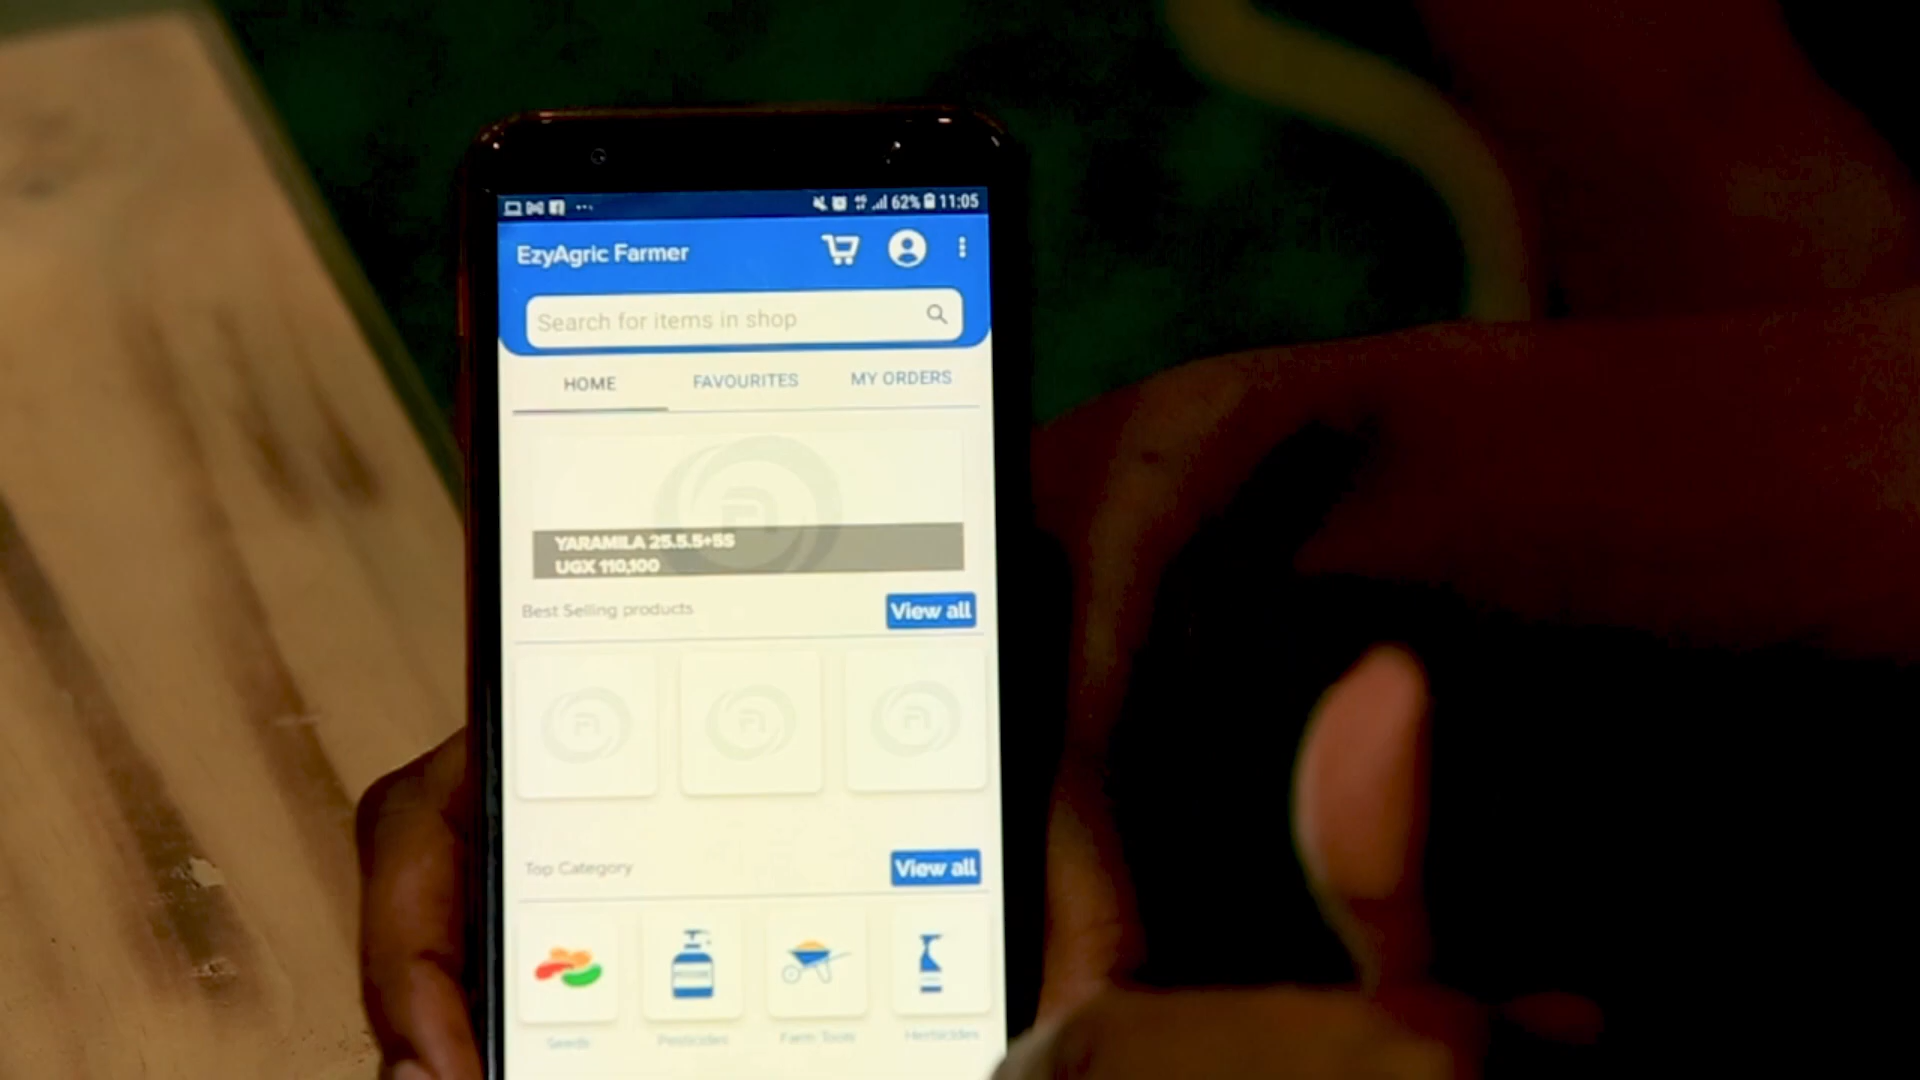 62% 11:05
EzyAgric Farmer
Search for items in shop
HOME FAVOURITES MY ORDERS
YARAMILA 25.5.5+5S
UGX 110,100
Best Selling products View all
Top Category View all
Seeds Pesticides Farm Tools Herbicides